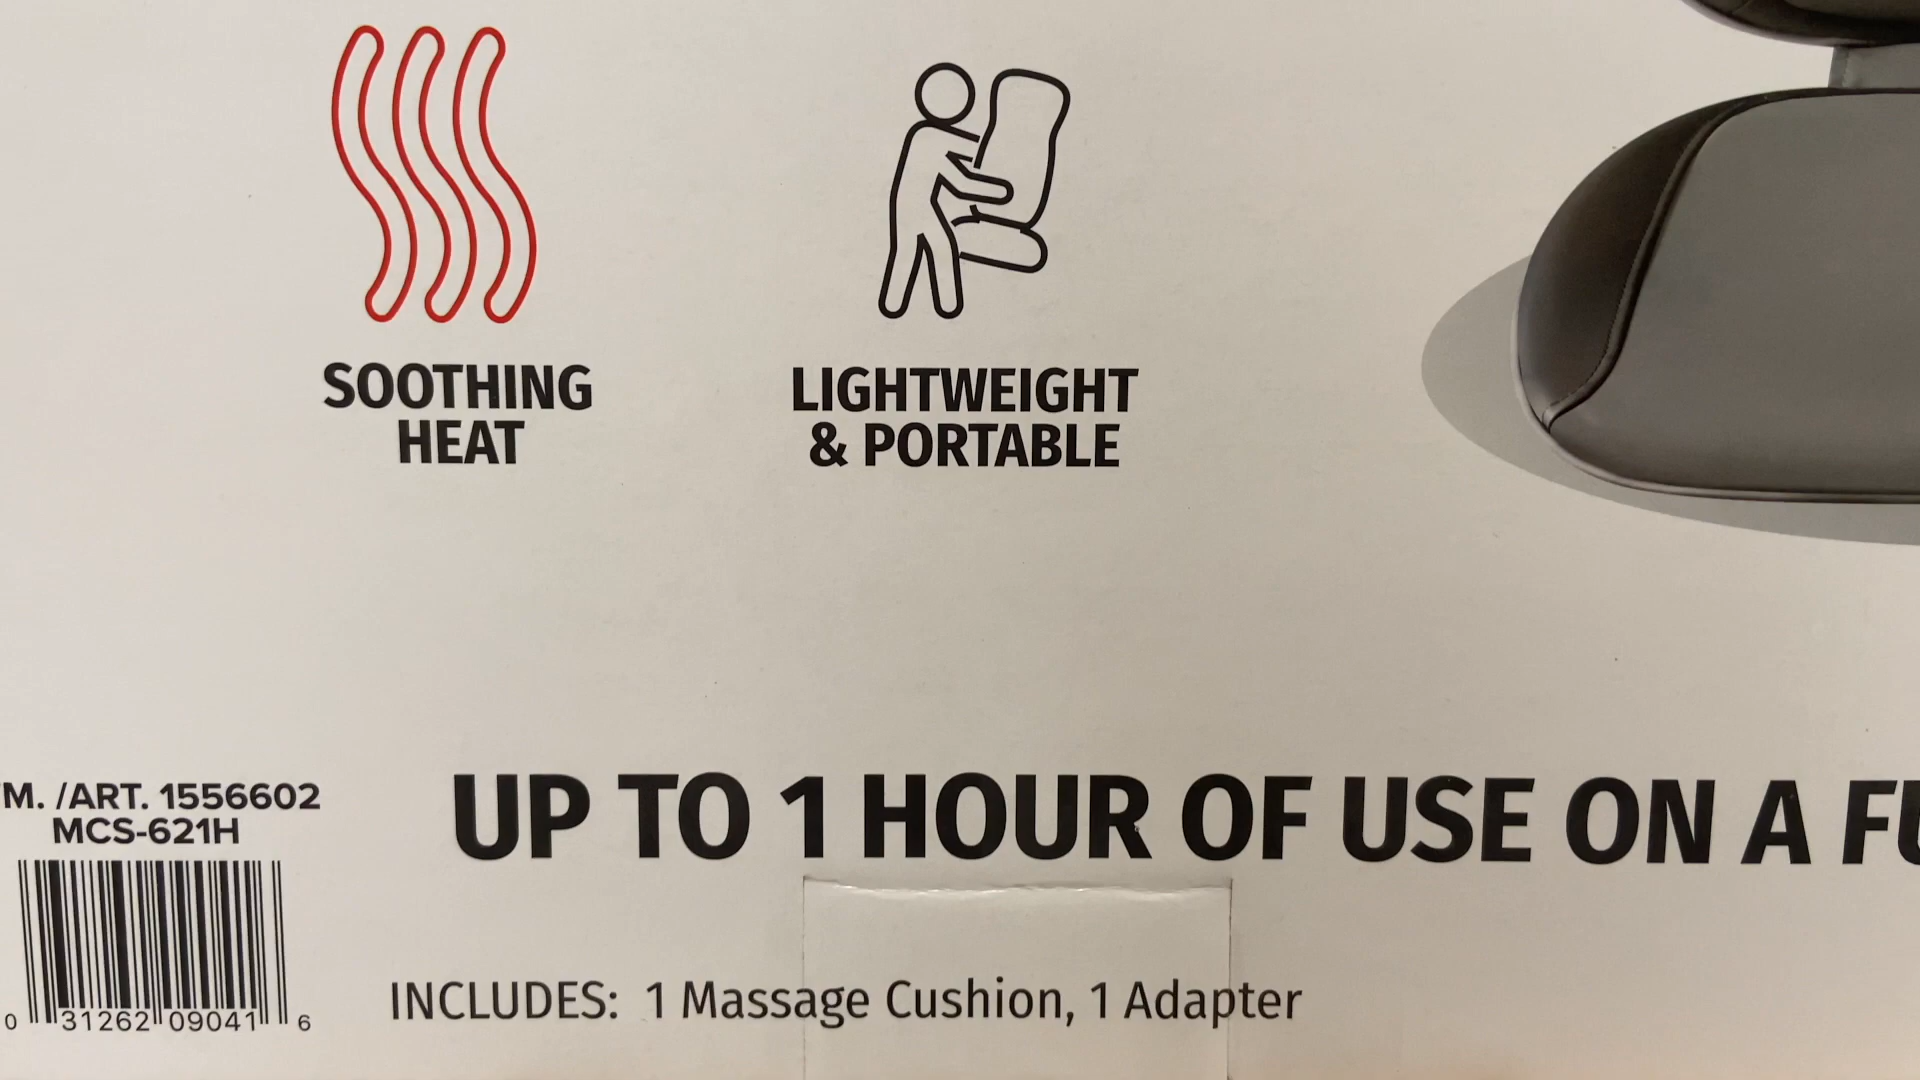 SOOTHING
HEAT
LIGHTWEIGHT
& PORTABLE
M. /ART. 1556602
MCS-621H
UP TO 1 HOUR OF USE ON A FU
0 31262 09041 6
INCLUDES: 1 Massage Cushion, 1 Adapter